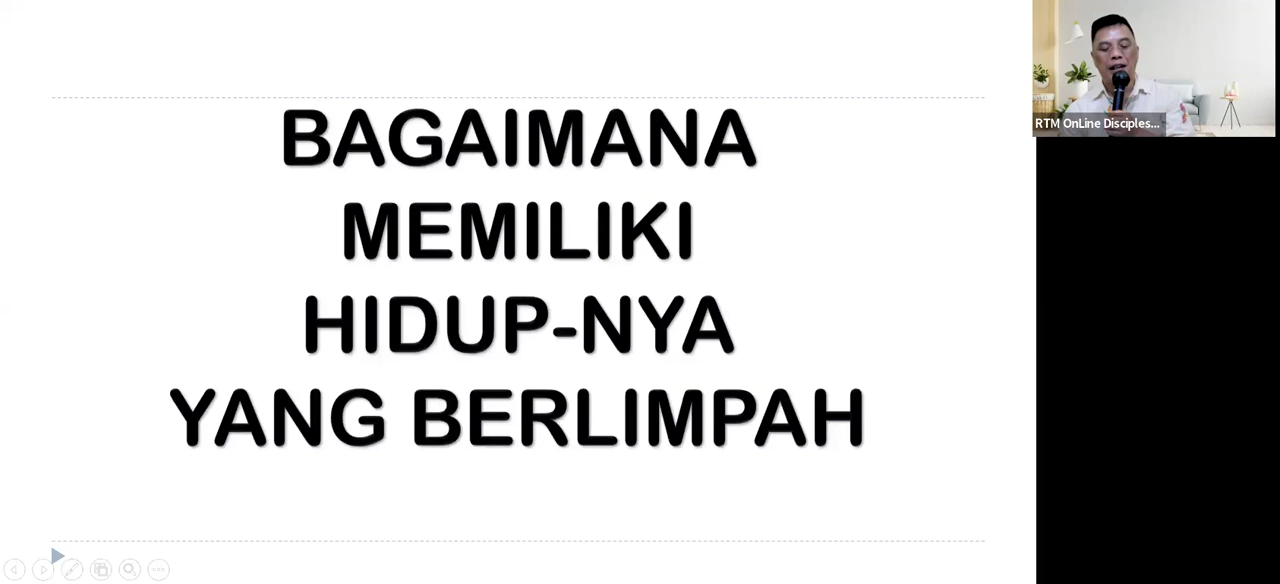 BAGAIMANA
MEMILIKI
HIDUP-NYA
YANG BERLIMPAH
RTM OnLine Disciples...